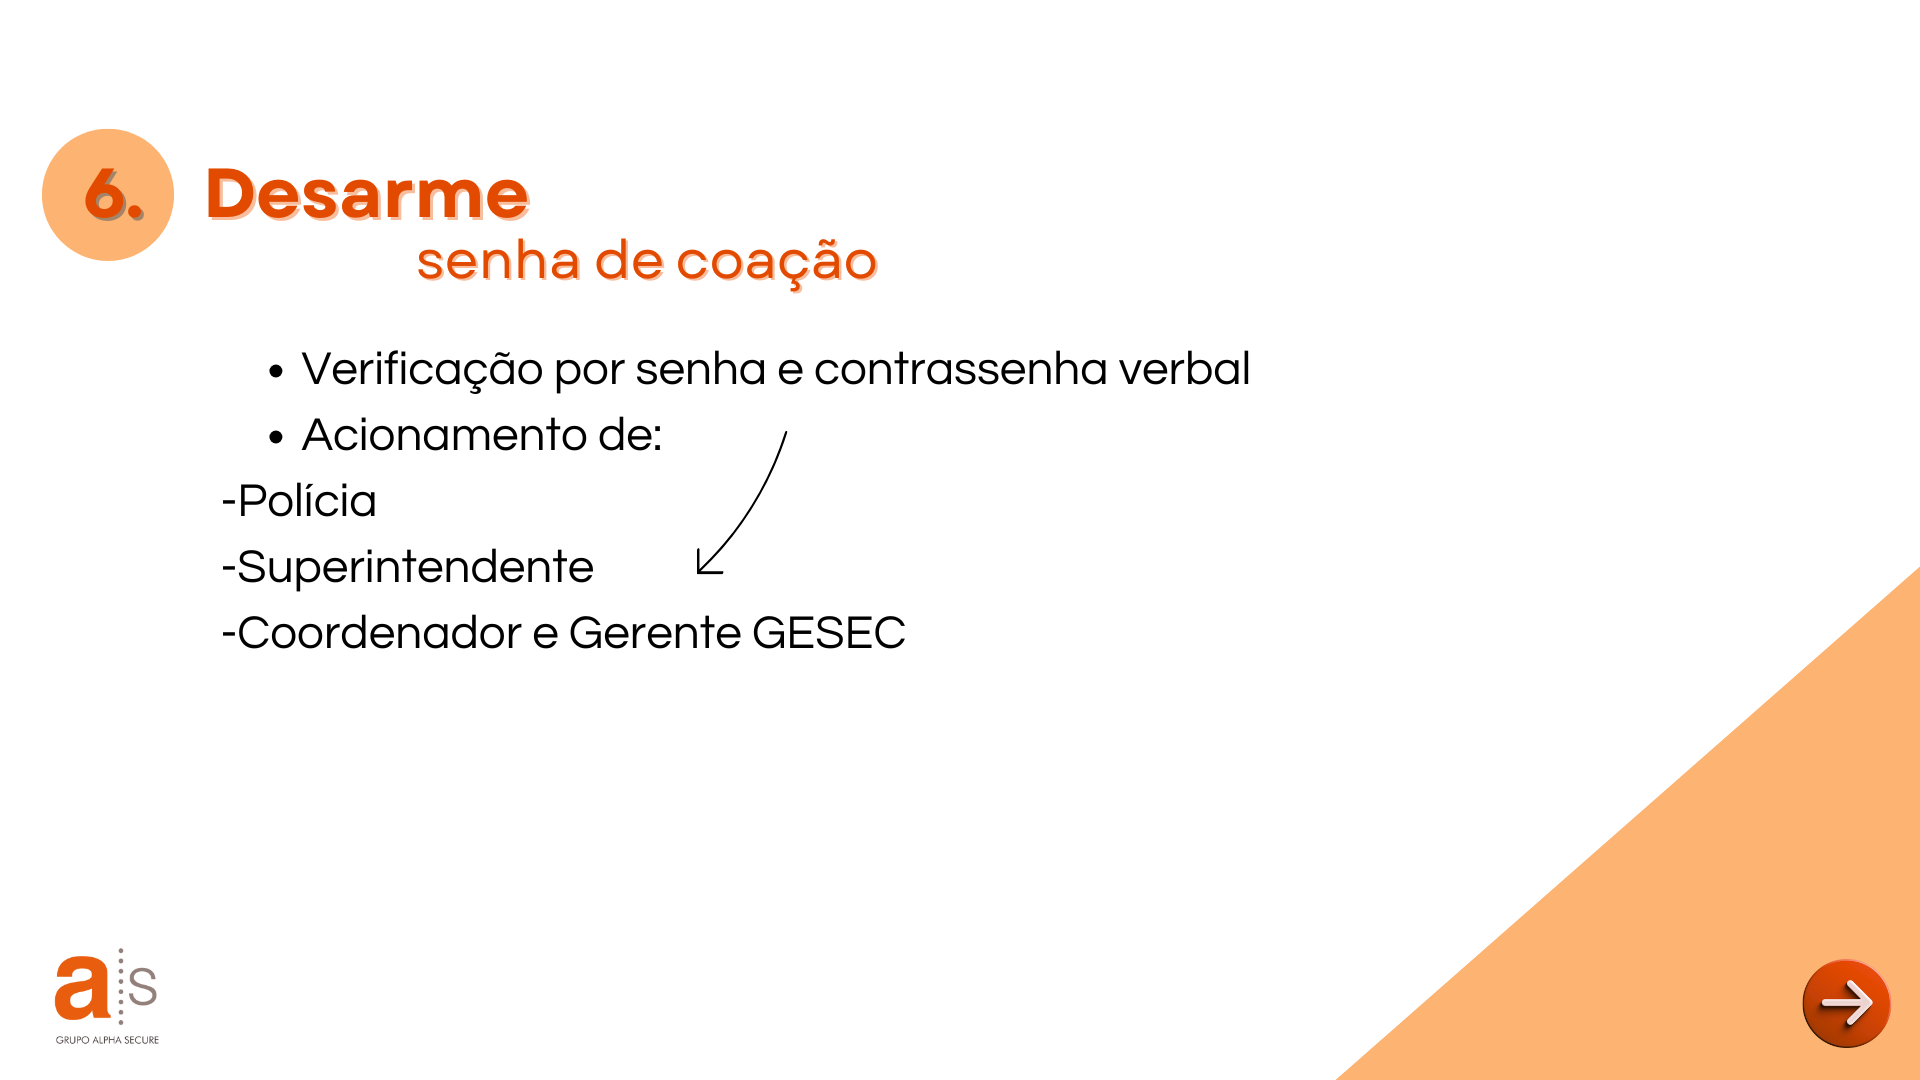 6. Desarme
senha de coação
• Verificação por senha e contrassenha verbal
• Acionamento de:
-Polícia
-Superintendente
-Coordenador e Gerente GESEC
a s
GRUPO ALPHA SECURE